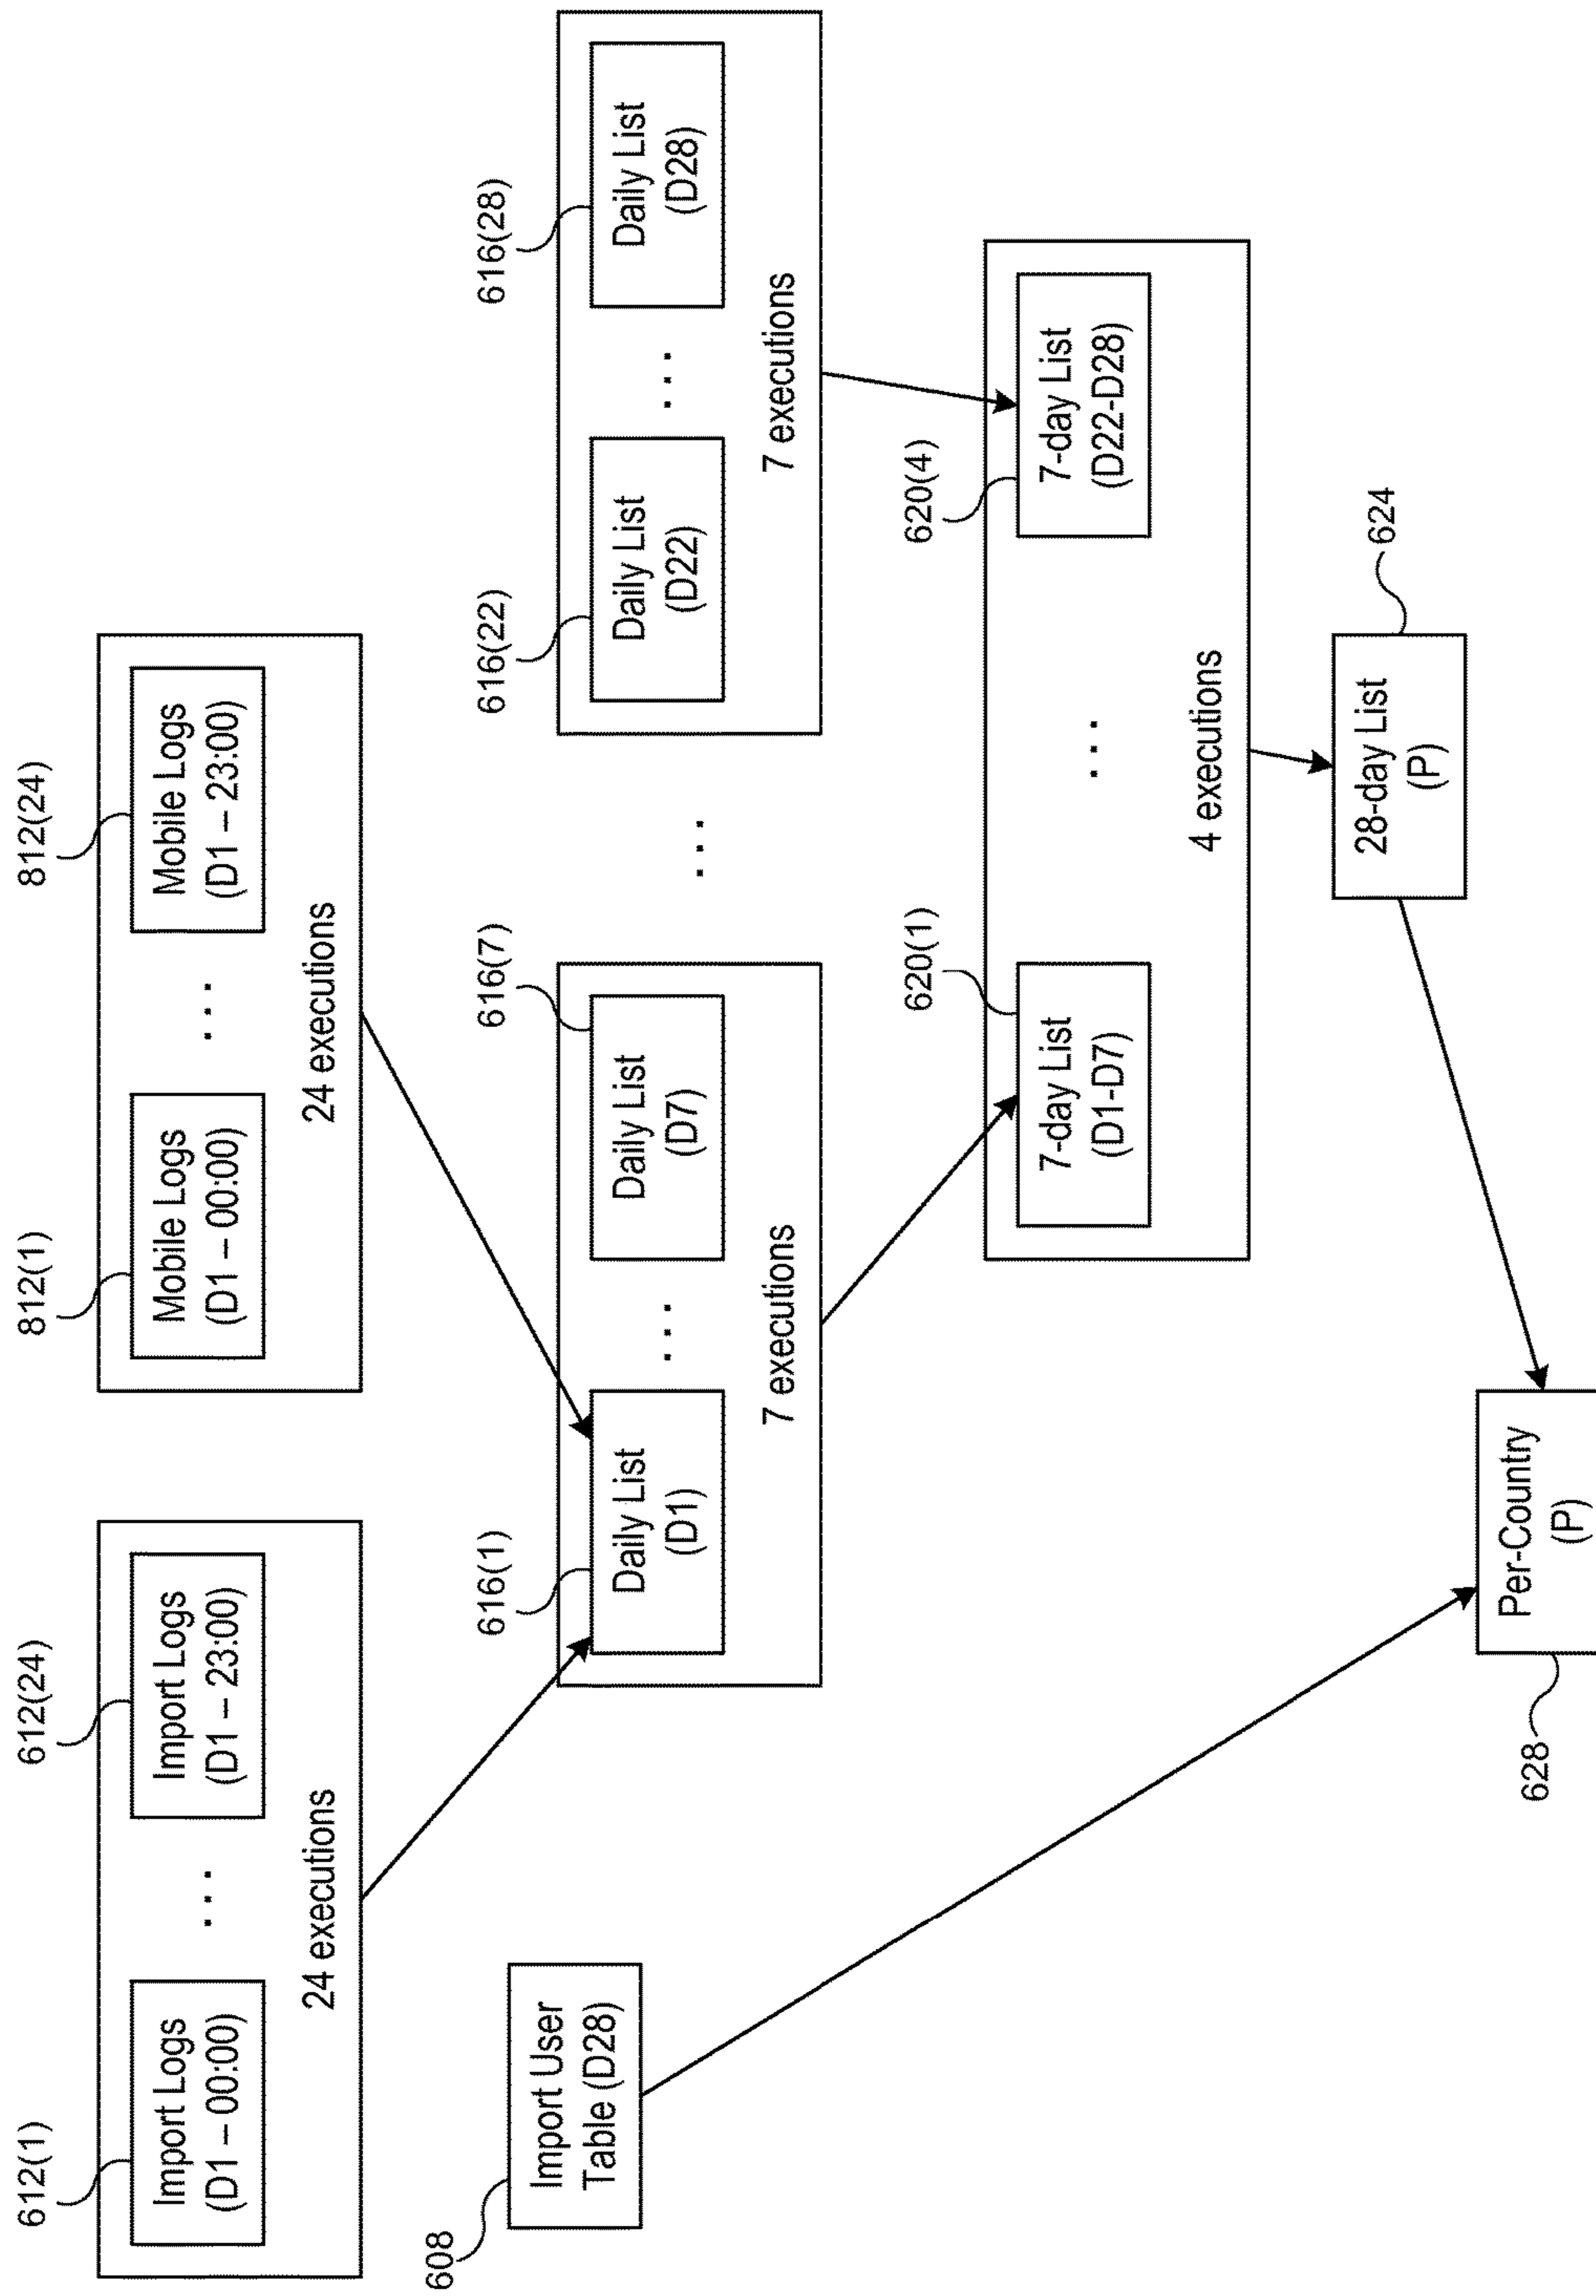 612(1)
612(24)
812(1)
812(24)
Import Logs
(D1 – 00:00)
. . .
Import Logs
(D1 – 23:00)
24 executions
Mobile Logs
(D1 – 00:00)
. . .
Mobile Logs
(D1 – 23:00)
24 executions
608
Import User
Table (D28)
616(1)
616(7)
616(22)
616(28)
Daily List
(D1)
. . .
Daily List
(D7)
7 executions
. . .
Daily List
(D22)
. . .
Daily List
(D28)
7 executions
620(1)
620(4)
7-day List
(D1-D7)
. . .
7-day List
(D22-D28)
4 executions
624
28-day List
(P)
628
Per-Country
(P)